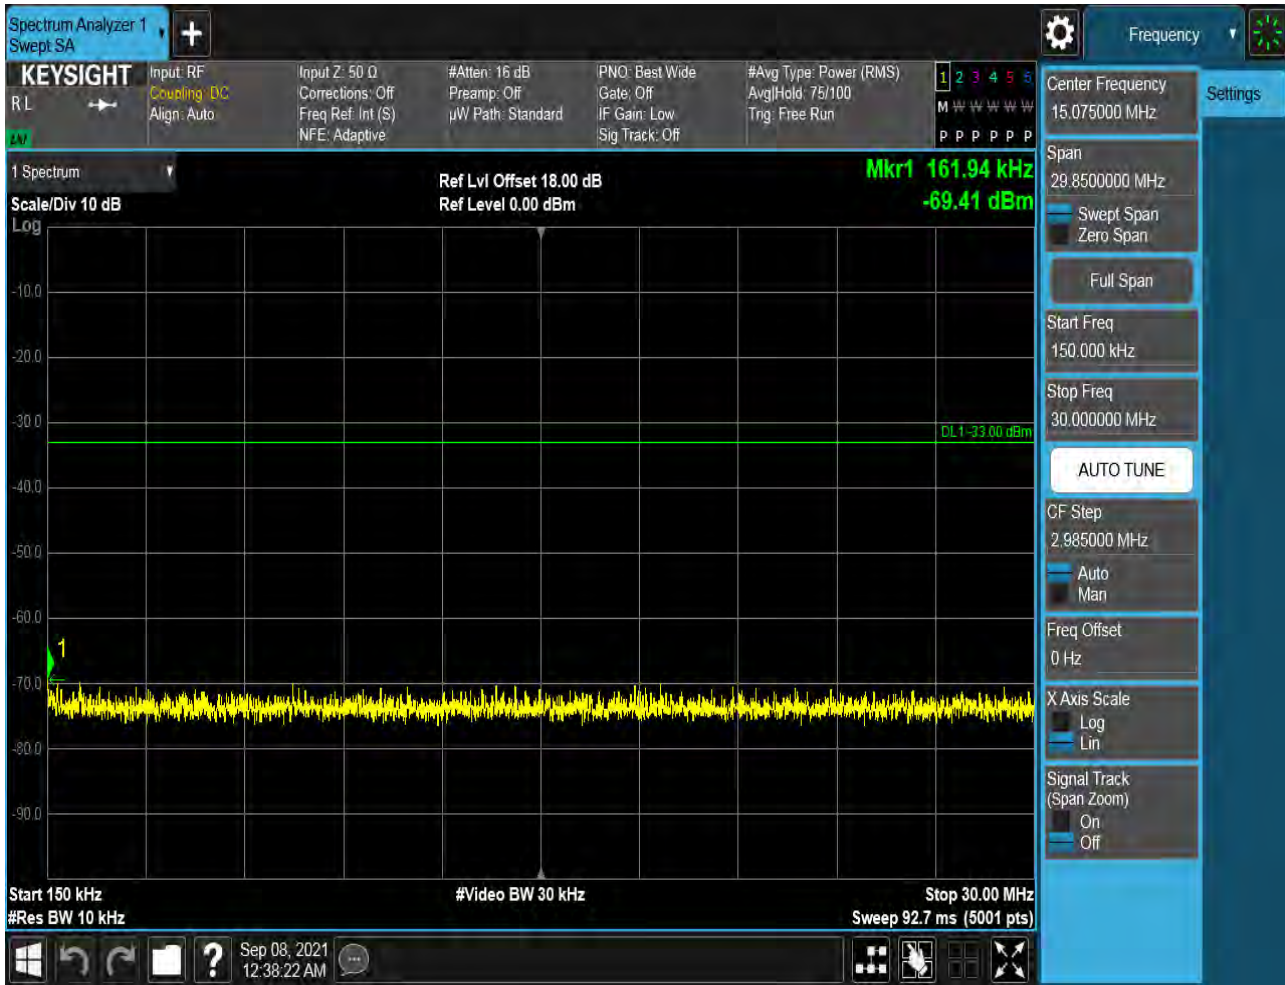 Spectrum Analyzer 1
Swept SA
Frequency
KEYSIGHT
R L
Input: RF
Coupling: DC
Align: Auto
Input Z: 50 Ω
Corrections: Off
Freq Ref: Int (S)
NFE: Adaptive
#Atten: 16 dB
Preamp: Off
µW Path: Standard
PNO: Best Wide
Gate: Off
IF Gain: Low
Sig Track: Off
#Avg Type: Power (RMS)
Avg|Hold: 75/100
Trig: Free Run
1 2 3 4 5 6
M W W W W W
P P P P P P
1 Spectrum
Scale/Div 10 dB
Log
Ref Lvl Offset 18.00 dB
Ref Level 0.00 dBm
Mkr1 161.94 kHz
-69.41 dBm
-10.0
-20.0
-30.0
DL1 -33.00 dBm
-40.0
-50.0
-60.0
1
-70.0
-80.0
-90.0
Start 150 kHz
#Res BW 10 kHz
#Video BW 30 kHz
Stop 30.00 MHz
Sweep 92.7 ms (5001 pts)
Sep 08, 2021
12:38:22 AM
Center Frequency
15.075000 MHz
Settings
Span
29.8500000 MHz
Swept Span
Zero Span
Full Span
Start Freq
150.000 kHz
Stop Freq
30.000000 MHz
AUTO TUNE
CF Step
2.985000 MHz
Auto
Man
Freq Offset
0 Hz
X Axis Scale
Log
Lin
Signal Track
(Span Zoom)
On
Off